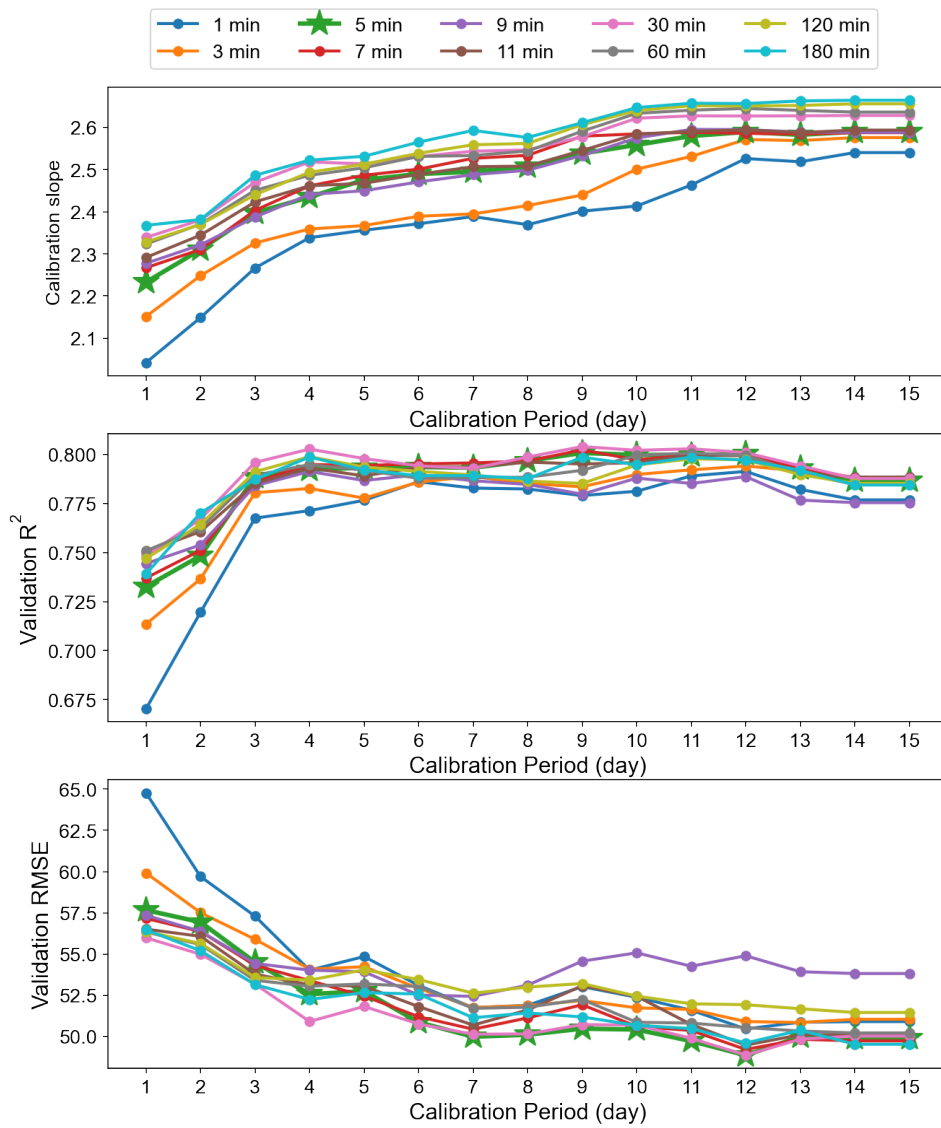 1 min 5 min 9 min 30 min 120 min
3 min 7 min 11 min 60 min 180 min
Calibration slope
2.6
2.5
2.4
2.3
2.2
2.1
1 2 3 4 5 6 7 8 9 10 11 12 13 14 15
Calibration Period (day)
Validation R²
0.800
0.775
0.750
0.725
0.700
0.675
1 2 3 4 5 6 7 8 9 10 11 12 13 14 15
Calibration Period (day)
Validation RMSE
65.0
62.5
60.0
57.5
55.0
52.5
50.0
1 2 3 4 5 6 7 8 9 10 11 12 13 14 15
Calibration Period (day)